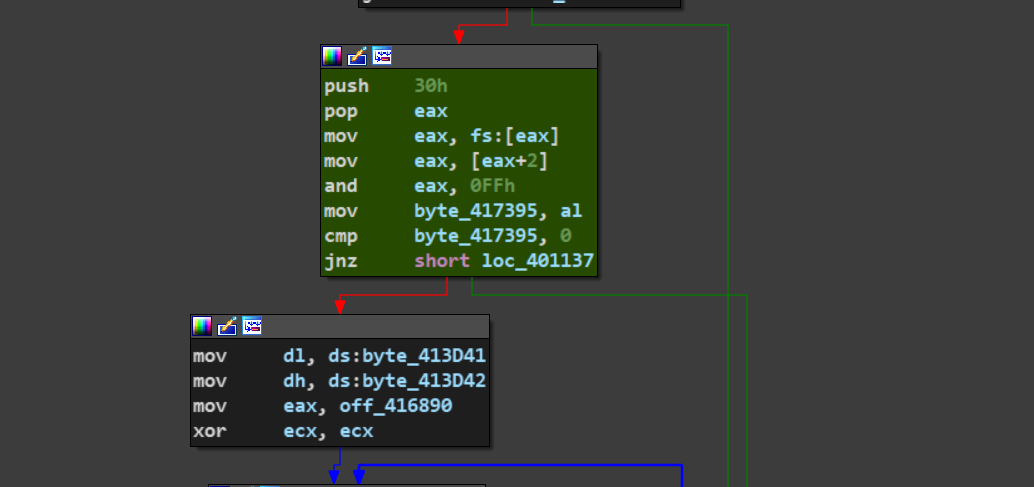 push 30h
pop eax
mov eax, fs:[eax]
mov eax, [eax+2]
and eax, 0FFh
mov byte_417395, al
cmp byte_417395, 0
jnz short loc_401137
mov dl, ds:byte_413D41
mov dh, ds:byte_413D42
mov eax, off_416890
xor ecx, ecx